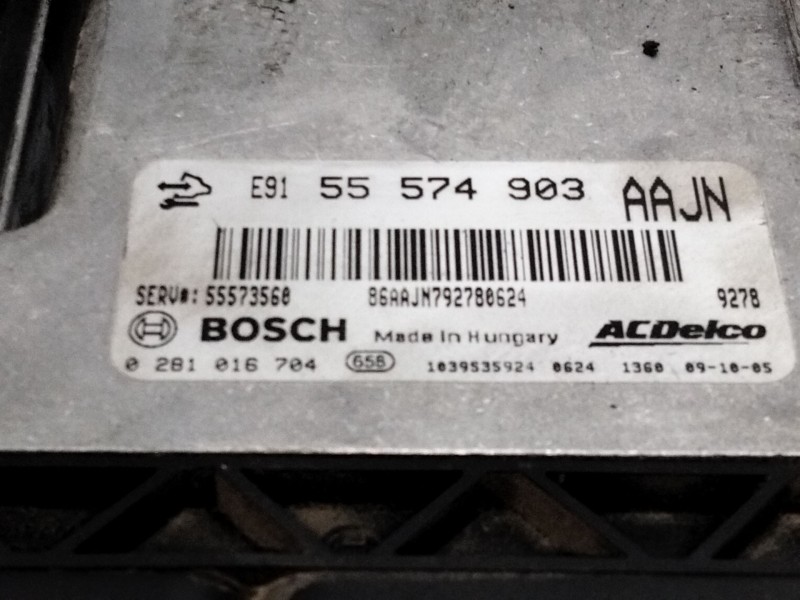 E91 55 574 903 AAJN
SERV#: 55573560 86AAJN792780624 9278
BOSCH Made in Hungary ACDelco
0 281 016 704 658 1039535924 0624 1360 09-10-05